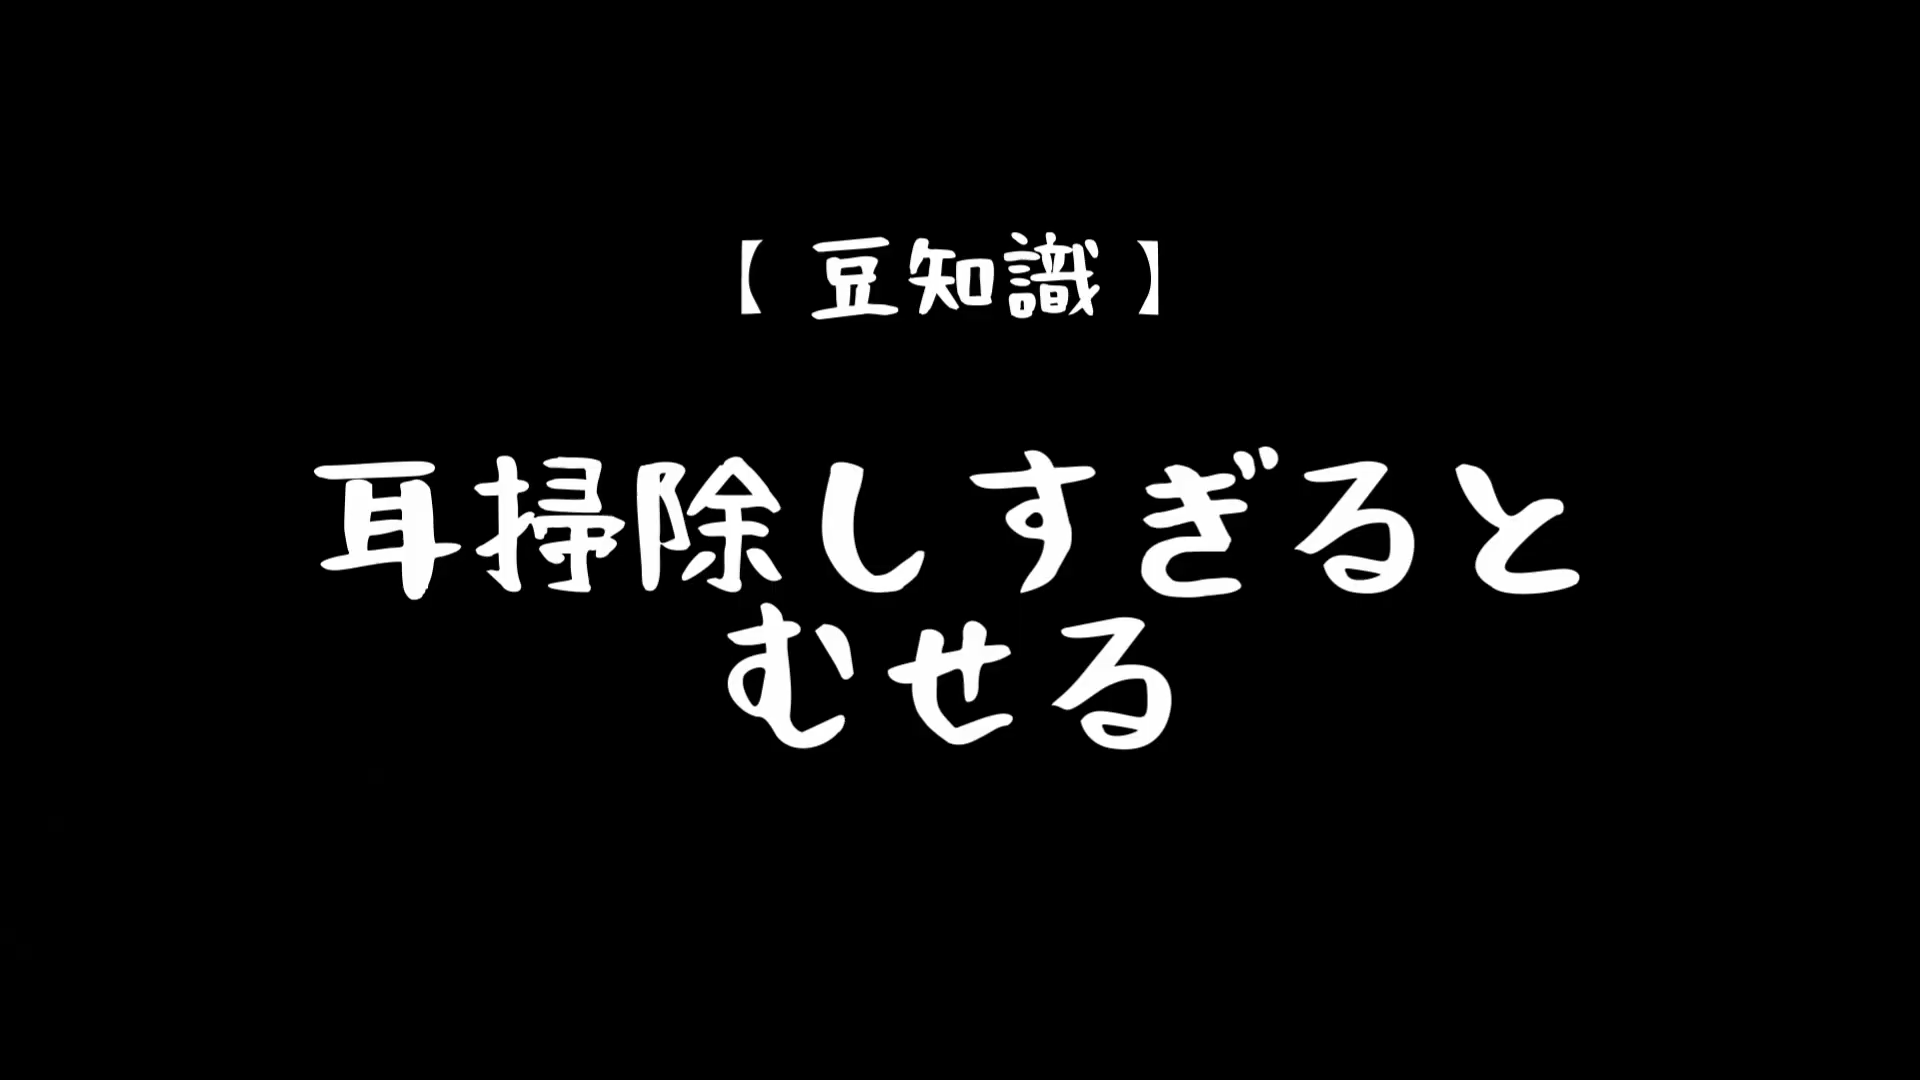 【 豆知識 】
耳掃除しすぎると
むせる